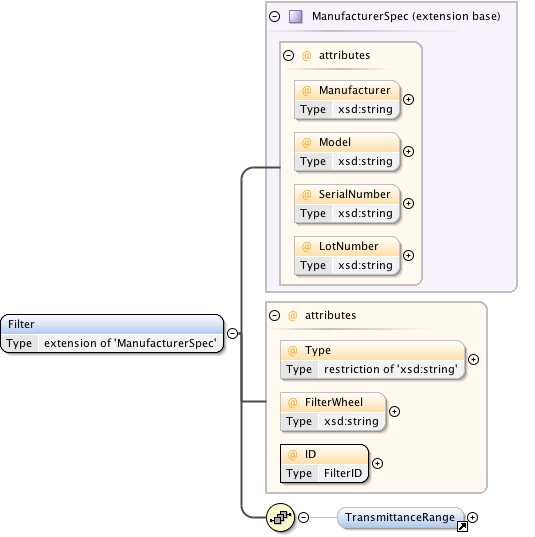 ManufacturerSpec (extension base)
@ attributes
@ Manufacturer
Type xsd:string
@ Model
Type xsd:string
@ SerialNumber
Type xsd:string
@ LotNumber
Type xsd:string
Filter
Type extension of 'ManufacturerSpec'
@ attributes
@ Type
Type restriction of 'xsd:string'
@ FilterWheel
Type xsd:string
@ ID
Type FilterID
TransmittanceRange